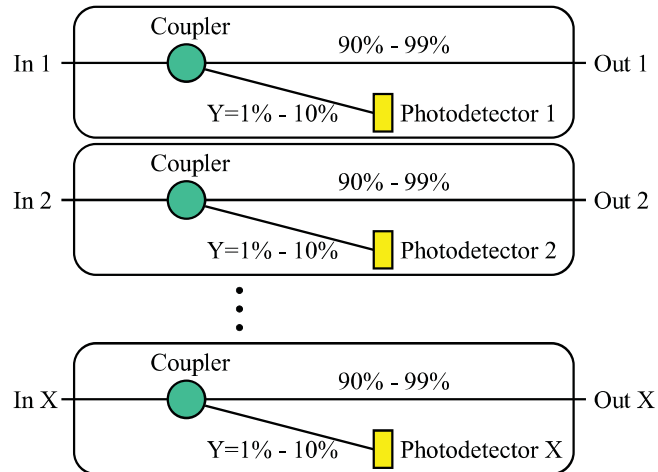 Coupler
90% - 99%
In 1
Out 1
Y=1% - 10%
Photodetector 1
Coupler
90% - 99%
In 2
Out 2
Y=1% - 10%
Photodetector 2
Coupler
90% - 99%
In X
Out X
Y=1% - 10%
Photodetector X